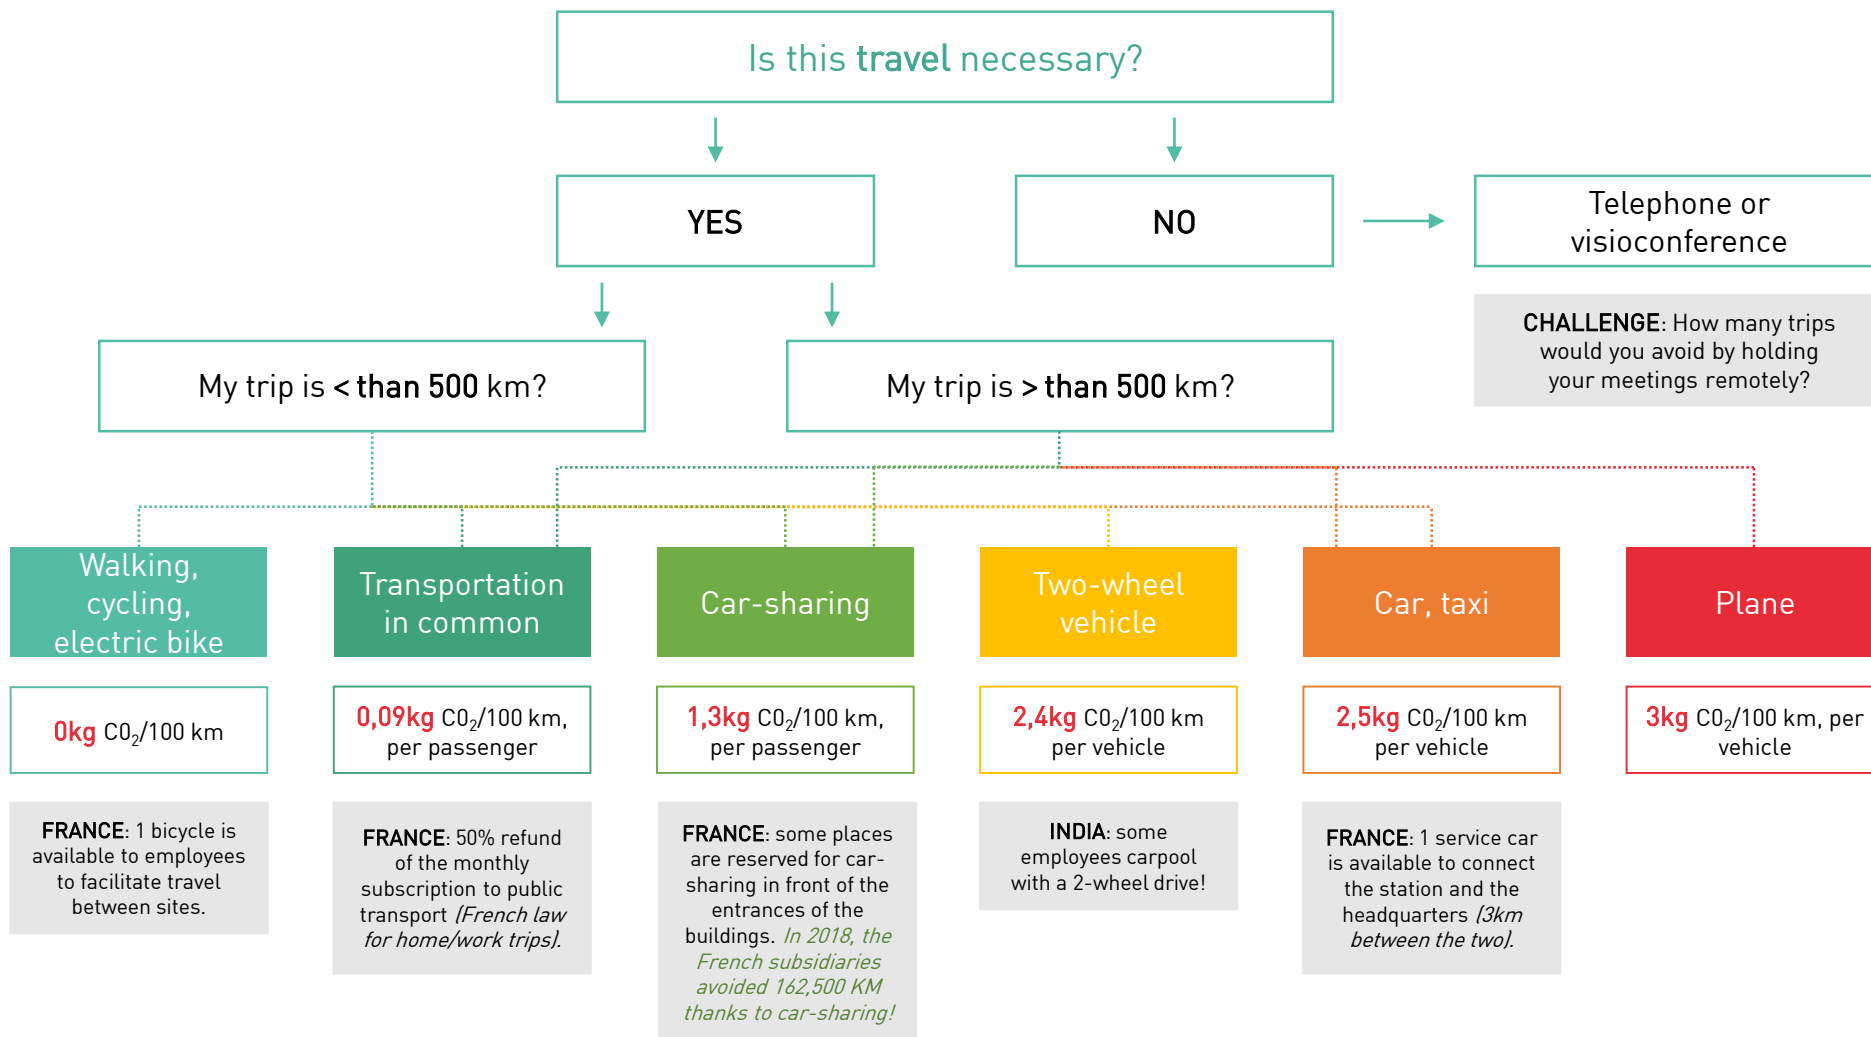 Is this travel necessary?
YES
NO
Telephone or
visioconference
CHALLENGE: How many trips
would you avoid by holding
your meetings remotely?
My trip is < than 500 km?
My trip is > than 500 km?
Walking,
cycling,
electric bike
Transportation
in common
Car-sharing
Two-wheel
vehicle
Car, taxi
Plane
0kg CO₂/100 km
0,09kg CO₂/100 km,
per passenger
1,3kg CO₂/100 km,
per passenger
2,4kg CO₂/100 km
per vehicle
2,5kg CO₂/100 km
per vehicle
3kg CO₂/100 km, per
vehicle
FRANCE: 1 bicycle is
available to employees
to facilitate travel
between sites.
FRANCE: 50% refund
of the monthly
subscription to public
transport (French law
for home/work trips).
FRANCE: some places
are reserved for car-
sharing in front of the
entrances of the
buildings. In 2018, the
French subsidiaries
avoided 162,500 KM
thanks to car-sharing!
INDIA: some
employees carpool
with a 2-wheel drive!
FRANCE: 1 service car
is available to connect
the station and the
headquarters (3km
between the two).